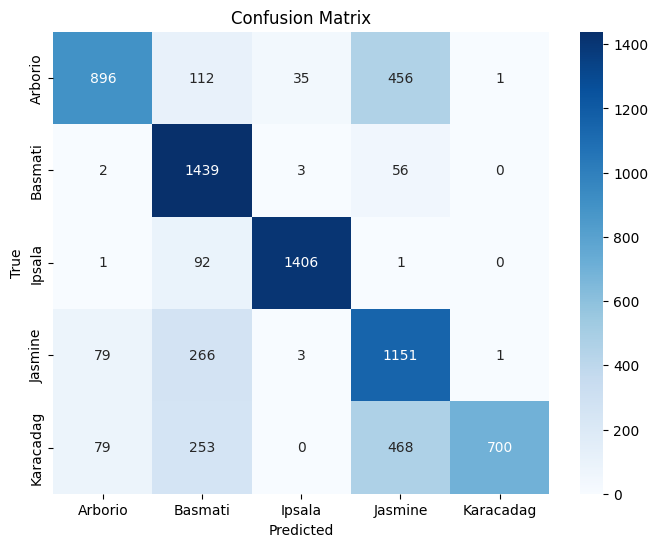 Confusion Matrix
True
Arborio 896 112 35 456 1
Basmati 2 1439 3 56 0
Ipsala 1 92 1406 1 0
Jasmine 79 266 3 1151 1
Karacadag 79 253 0 468 700
Arborio Basmati Ipsala Jasmine Karacadag
Predicted
1400
1200
1000
800
600
400
200
0